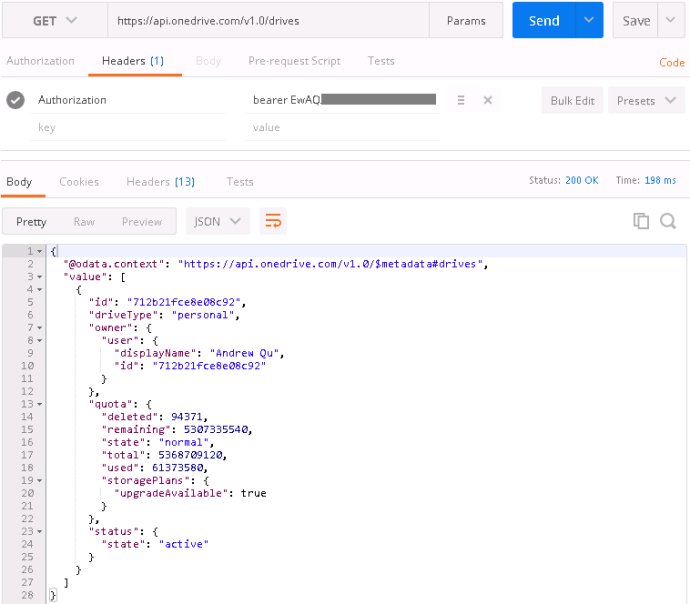 GET https://api.onedrive.com/v1.0/drives Params Send Save
Authorization Headers (1) Body Pre-request Script Tests Code
Authorization bearer EwAQ Bulk Edit Presets
key value
Body Cookies Headers (13) Tests Status: 200 OK Time: 198 ms
Pretty Raw Preview JSON
1 {
2 "@odata.context": "https://api.onedrive.com/v1.0/$metadata#drives",
3 "value": [
4 {
5 "id": "712b21fce8e08c92",
6 "driveType": "personal",
7 "owner": {
8 "user": {
9 "displayName": "Andrew Qu",
10 "id": "712b21fce8e08c92"
11 }
12 },
13 "quota": {
14 "deleted": 94371,
15 "remaining": 5307335540,
16 "state": "normal",
17 "total": 5368709120,
18 "used": 61373580,
19 "storagePlans": {
20 "upgradeAvailable": true
21 }
22 },
23 "status": {
24 "state": "active"
25 }
26 }
27 ]
28 }